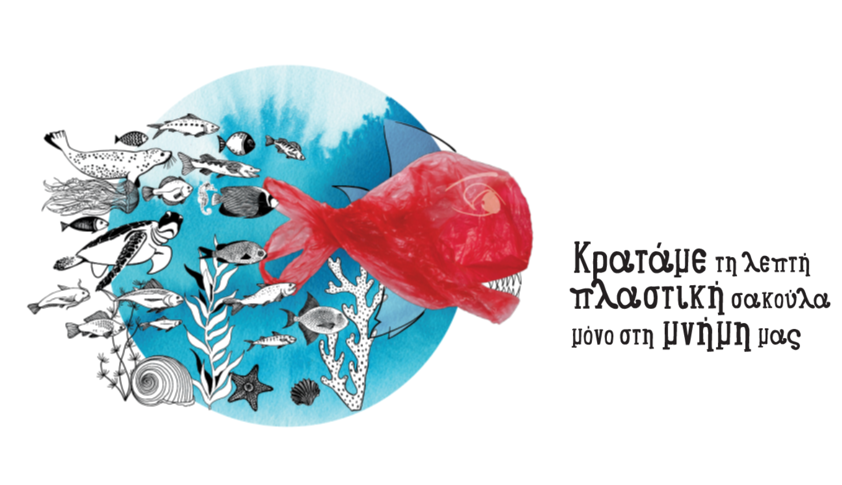 Κρατάμε τη λεπτή
πλαστική σακούλα
μόνο στη μνήμη μας